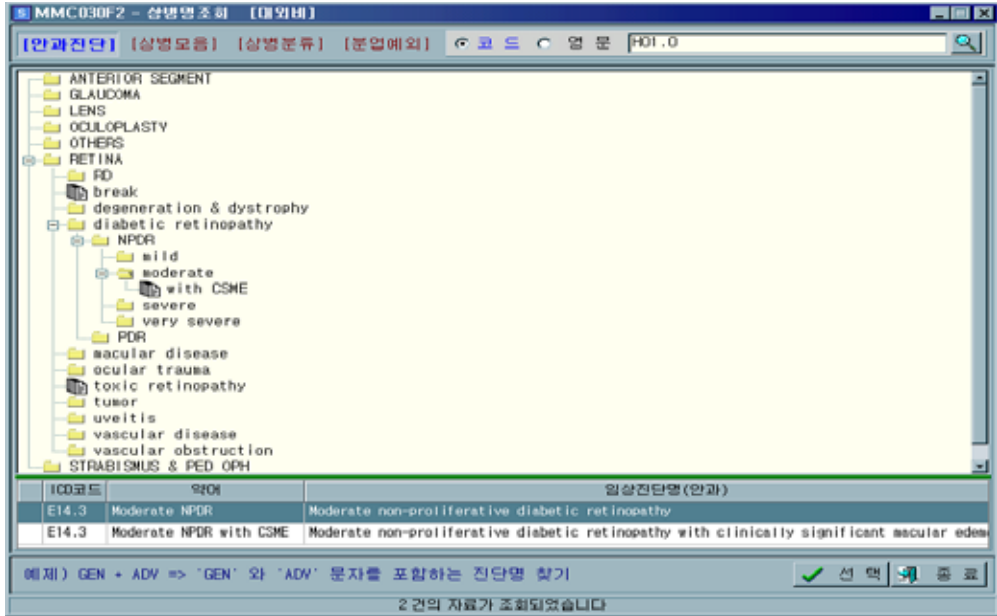 MMC030F2 - 상병명조회 [대외비]
[안과진단] [상병모음] [상병분류] [분업예외] 코 드 영 문 H01.0
ANTERIOR SEGMENT
GLAUCOMA
LENS
OCULOPLASTY
OTHERS
RETINA
RD
break
degeneration & dystrophy
diabetic retinopathy
NPDR
mild
moderate
with CSME
severe
very severe
PDR
macular disease
ocular trauma
toxic retinopathy
tumor
uveitis
vascular disease
vascular obstruction
STRABISMUS & PED OPH
ICD코드 약어 임상진단명(안과)
E14.3 Moderate NPDR Moderate non-proliferative diabetic retinopathy
E14.3 Moderate NPDR with CSME Moderate non-proliferative diabetic retinopathy with clinically significant macular edem
예제) GEN + ADV => 'GEN' 와 'ADV' 문자를 포함하는 진단명 찾기 선 택 종 료
2건의 자료가 조회되었습니다